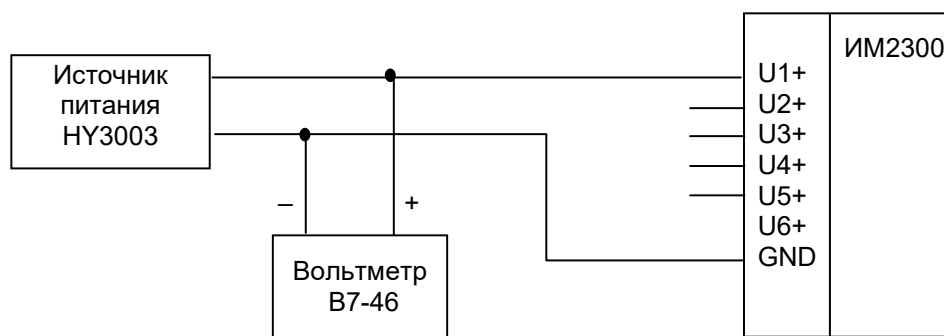 Источник
питания
HY3003
ИМ2300
U1+
U2+
U3+
U4+
U5+
U6+
GND
– +
Вольтметр
В7-46